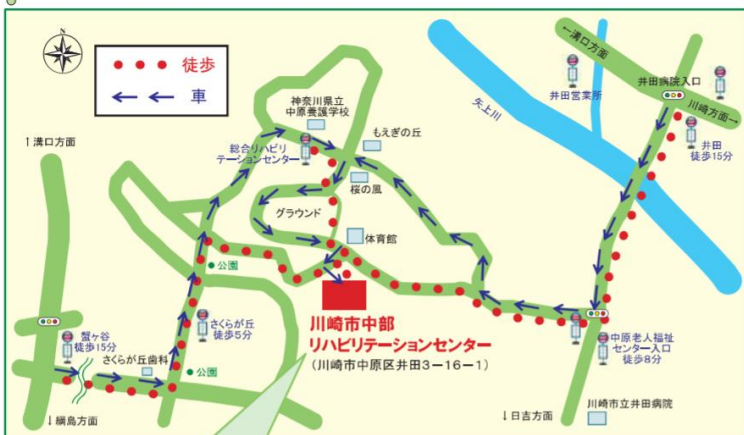 徒歩
車
↑溝口方面
神奈川県立
中原養護学校
総合リハビリ
テーションセンター
もえぎの丘
桜の風
グラウンド
体育館
公園
さくらが丘
徒歩5分
蟹ヶ谷
徒歩15分
さくらが丘歯科
公園
↓綱島方面
川崎市中部
リハビリテーションセンター
（川崎市中原区井田3－16－1）
矢上川
←溝口方面
井田営業所
井田病院入口
川崎方面→
井田
徒歩15分
中原老人福祉
センター入口
徒歩8分
川崎市立井田病院
↓日吉方面